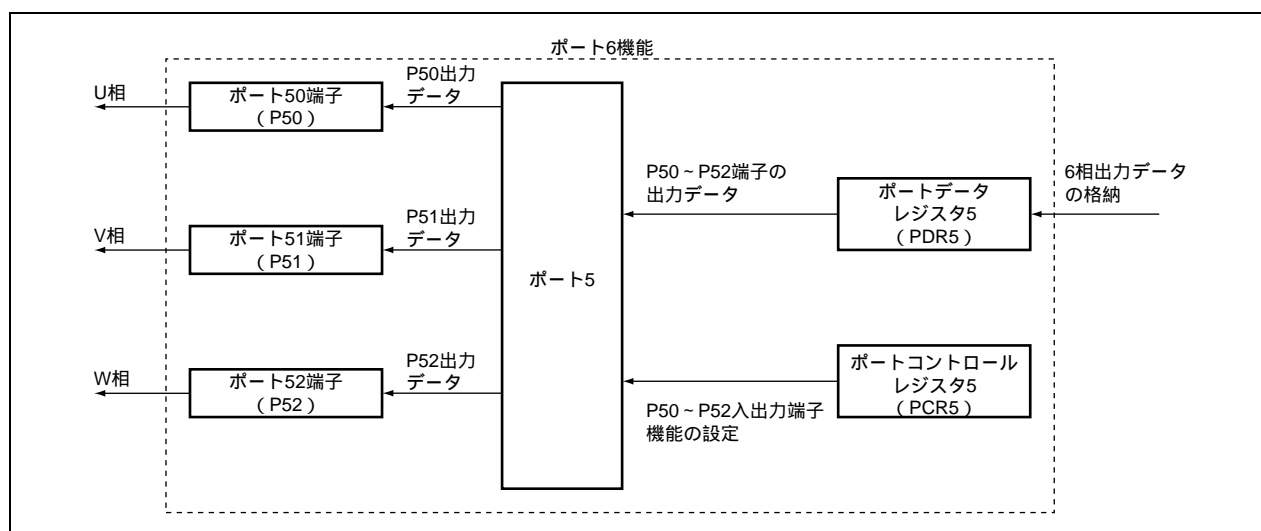 ポート6機能
U相
ポート50端子
（P50）
P50出力
データ
V相
ポート51端子
（P51）
P51出力
データ
W相
ポート52端子
（P52）
P52出力
データ
ポート5
P50～P52端子の
出力データ
ポートデータ
レジスタ5
（PDR5）
6相出力データ
の格納
P50～P52入出力端子
機能の設定
ポートコントロール
レジスタ5
（PCR5）